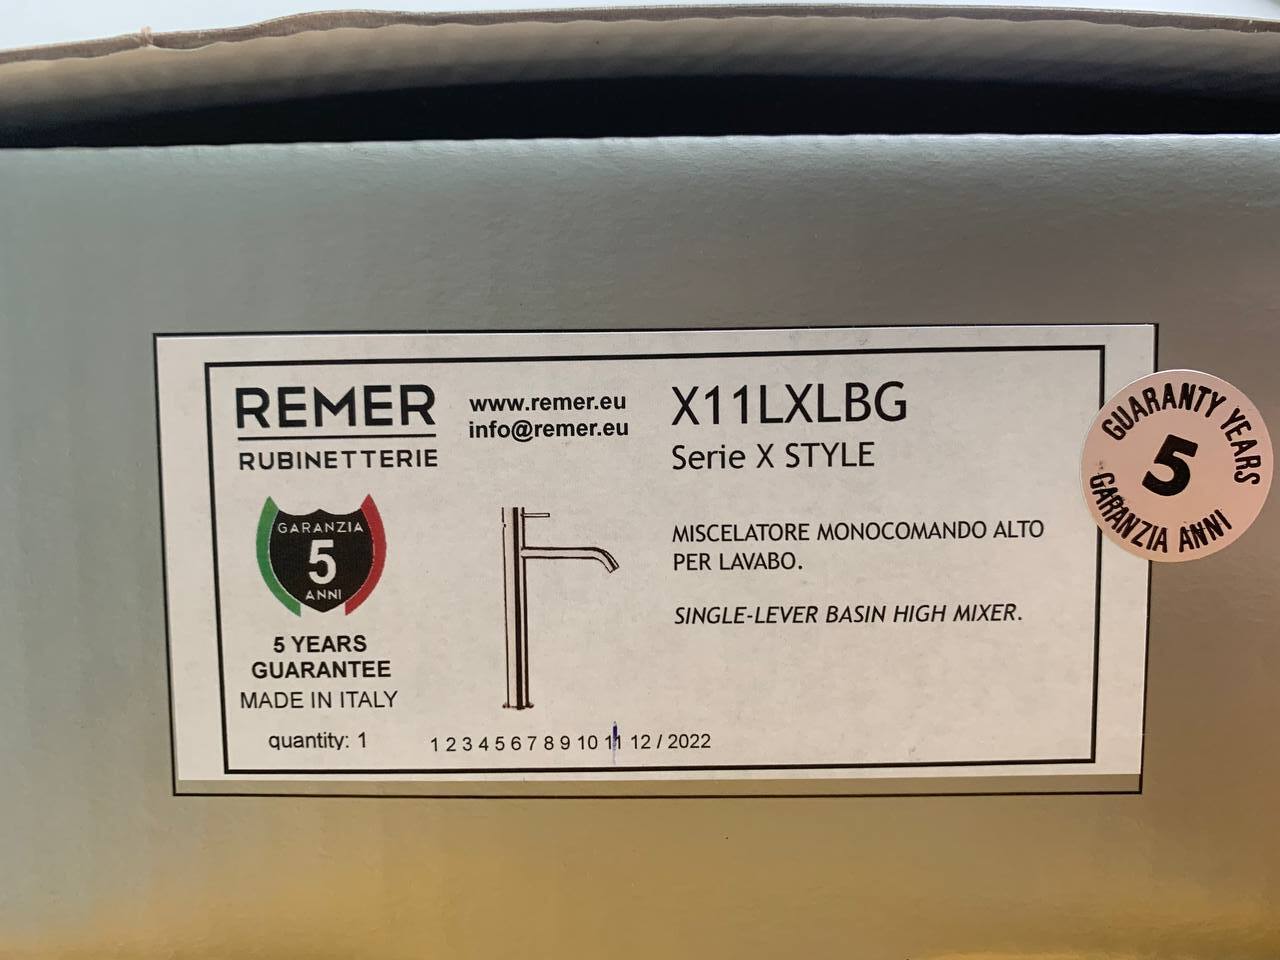 REMER
RUBINETTERIE
www.remer.eu
info@remer.eu
X11LXLBG
Serie X STYLE
GARANZIA
5
ANNI
5 YEARS
GUARANTEE
MADE IN ITALY
quantity: 1
1 2 3 4 5 6 7 8 9 10 11 12 / 2022
MISCELATORE MONOCOMANDO ALTO
PER LAVABO.
SINGLE-LEVER BASIN HIGH MIXER.
GUARANTY YEARS
5
GARANZIA ANNI